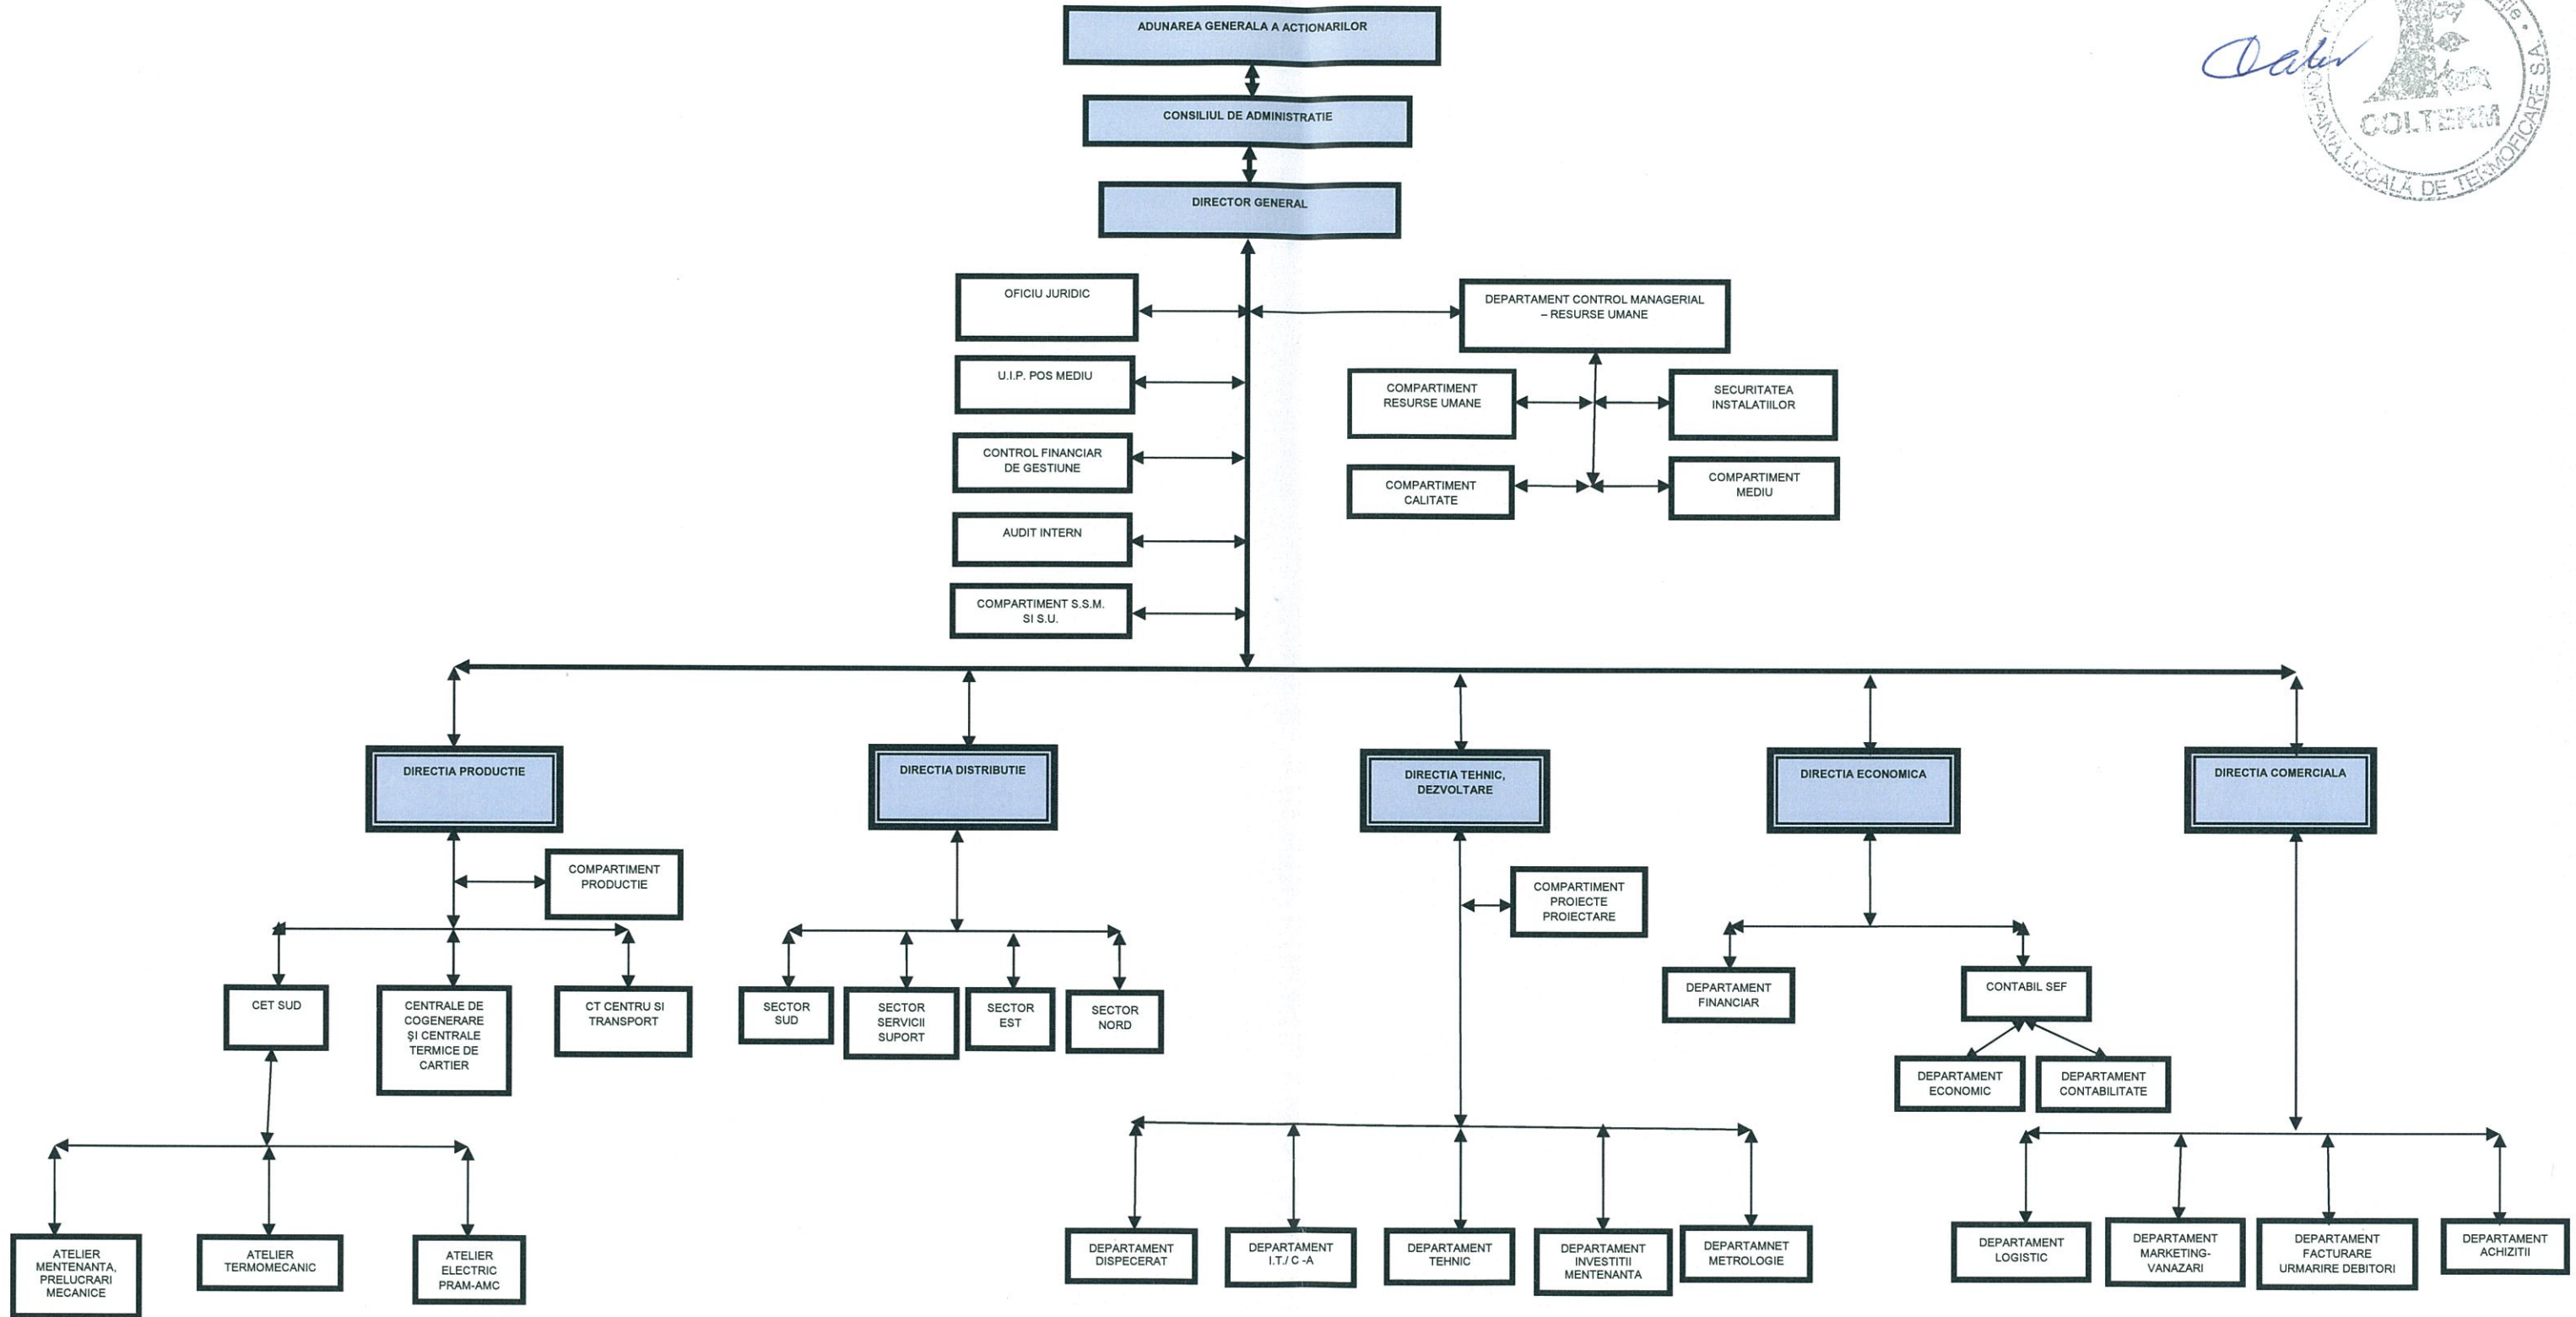 ADUNAREA GENERALA A ACTIONARILOR
COLTERM
COMPANIA LOCALĂ DE TERMOFICARE S.A.
CONSILIUL DE ADMINISTRATIE
DIRECTOR GENERAL
OFICIU JURIDIC
DEPARTAMENT CONTROL MANAGERIAL
– RESURSE UMANE
U.I.P. POS MEDIU
COMPARTIMENT
RESURSE UMANE
SECURITATEA
INSTALATIILOR
CONTROL FINANCIAR
DE GESTIUNE
COMPARTIMENT
CALITATE
COMPARTIMENT
MEDIU
AUDIT INTERN
COMPARTIMENT S.S.M.
SI S.U.
DIRECTIA PRODUCTIE
DIRECTIA DISTRIBUTIE
DIRECTIA TEHNIC,
DEZVOLTARE
DIRECTIA ECONOMICA
DIRECTIA COMERCIALA
COMPARTIMENT
PRODUCTIE
COMPARTIMENT
PROIECTE
PROIECTARE
CET SUD
CENTRALE DE
COGENERARE
ŞI CENTRALE
TERMICE DE
CARTIER
CT CENTRU SI
TRANSPORT
SECTOR
SUD
SECTOR
SERVICII
SUPORT
SECTOR
EST
SECTOR
NORD
DEPARTAMENT
FINANCIAR
CONTABIL SEF
DEPARTAMENT
ECONOMIC
DEPARTAMENT
CONTABILITATE
ATELIER
MENTENANTA,
PRELUCRARI
MECANICE
ATELIER
TERMOMECANIC
ATELIER
ELECTRIC
PRAM-AMC
DEPARTAMENT
DISPECERAT
DEPARTAMENT
I.T./ C -A
DEPARTAMENT
TEHNIC
DEPARTAMENT
INVESTITII
MENTENANTA
DEPARTAMNET
METROLOGIE
DEPARTAMENT
LOGISTIC
DEPARTAMENT
MARKETING-
VANAZARI
DEPARTAMENT
FACTURARE
URMARIRE DEBITORI
DEPARTAMENT
ACHIZITII